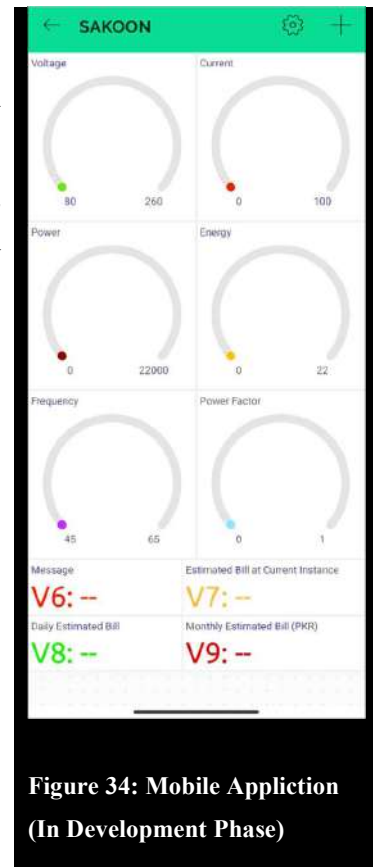 SAKOON
Voltage Current
80 260 0 100
Power Energy
0 22000 0 22
Frequency Power Factor
45 65 0 1
Message Estimated Bill at Current Instance
V6: -- V7: --
Daily Estimated Bill Monthly Estimated Bill (PKR)
V8: -- V9: --
Figure 34: Mobile Appliction
(In Development Phase)